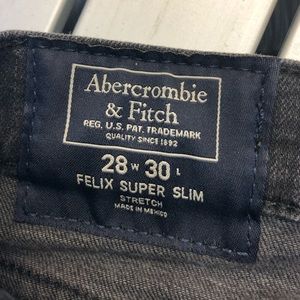 Abercrombie
& Fitch
REG. U.S. PAT. TRADEMARK
QUALITY SINCE 1892
28 W 30 L
FELIX SUPER SLIM
STRETCH
MADE IN MEXICO